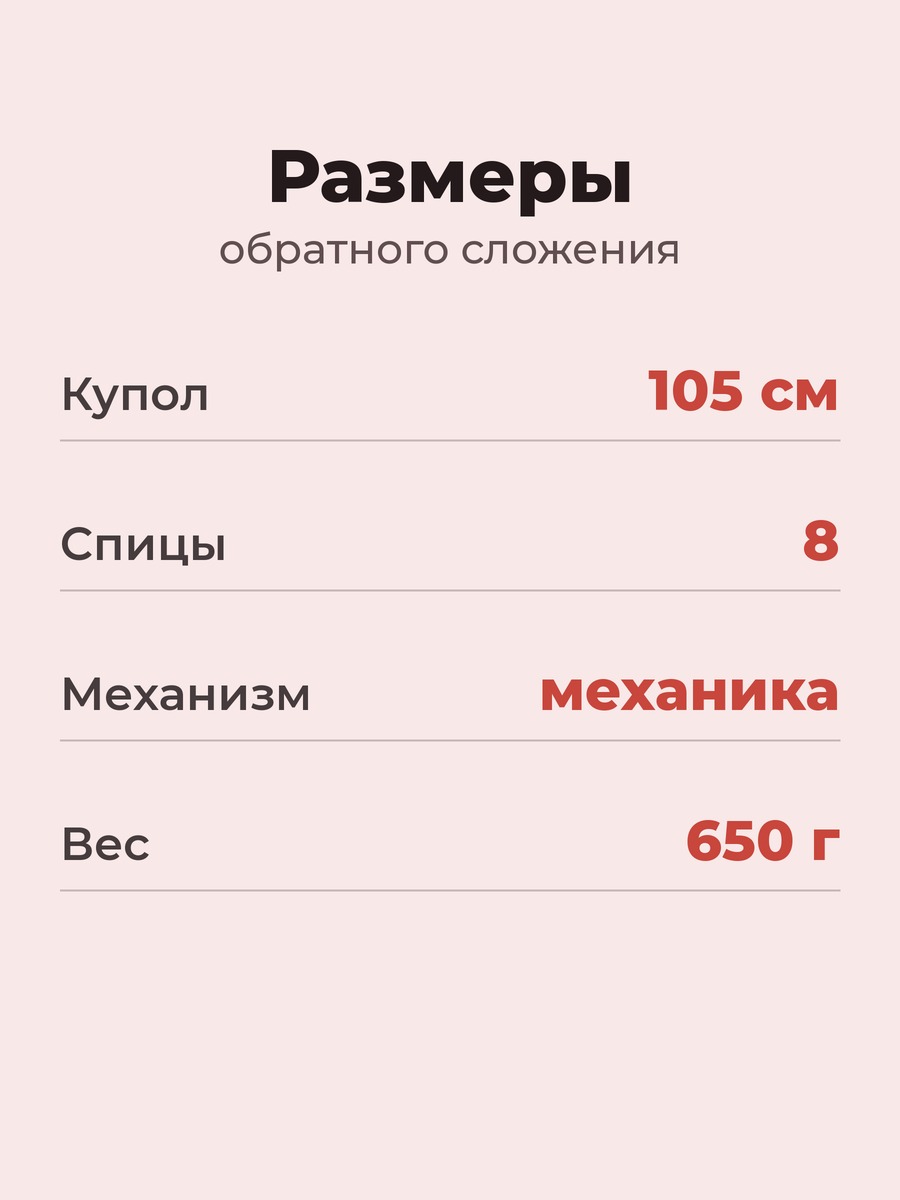 Размеры
обратного сложения
Купол 105 см
Спицы 8
Механизм механика
Вес 650 г